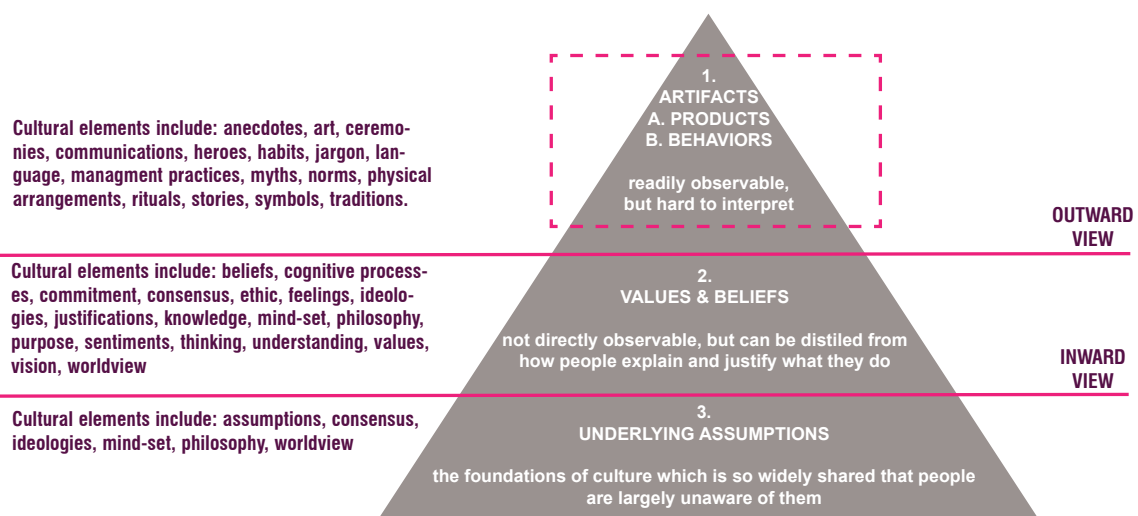 1.
ARTIFACTS
A. PRODUCTS
B. BEHAVIORS
readily observable,
but hard to interpret
Cultural elements include: anecdotes, art, ceremo-
nies, communications, heroes, habits, jargon, lan-
guage, managment practices, myths, norms, physical
arrangements, rituals, stories, symbols, traditions.
OUTWARD
VIEW
Cultural elements include: beliefs, cognitive process-
es, commitment, consensus, ethic, feelings, ideolo-
gies, justifications, knowledge, mind-set, philosophy,
purpose, sentiments, thinking, understanding, values,
vision, worldview
2.
VALUES & BELIEFS
not directly observable, but can be distiled from
how people explain and justify what they do
INWARD
VIEW
Cultural elements include: assumptions, consensus,
ideologies, mind-set, philosophy, worldview
3.
UNDERLYING ASSUMPTIONS
the foundations of culture which is so widely shared that people
are largely unaware of them